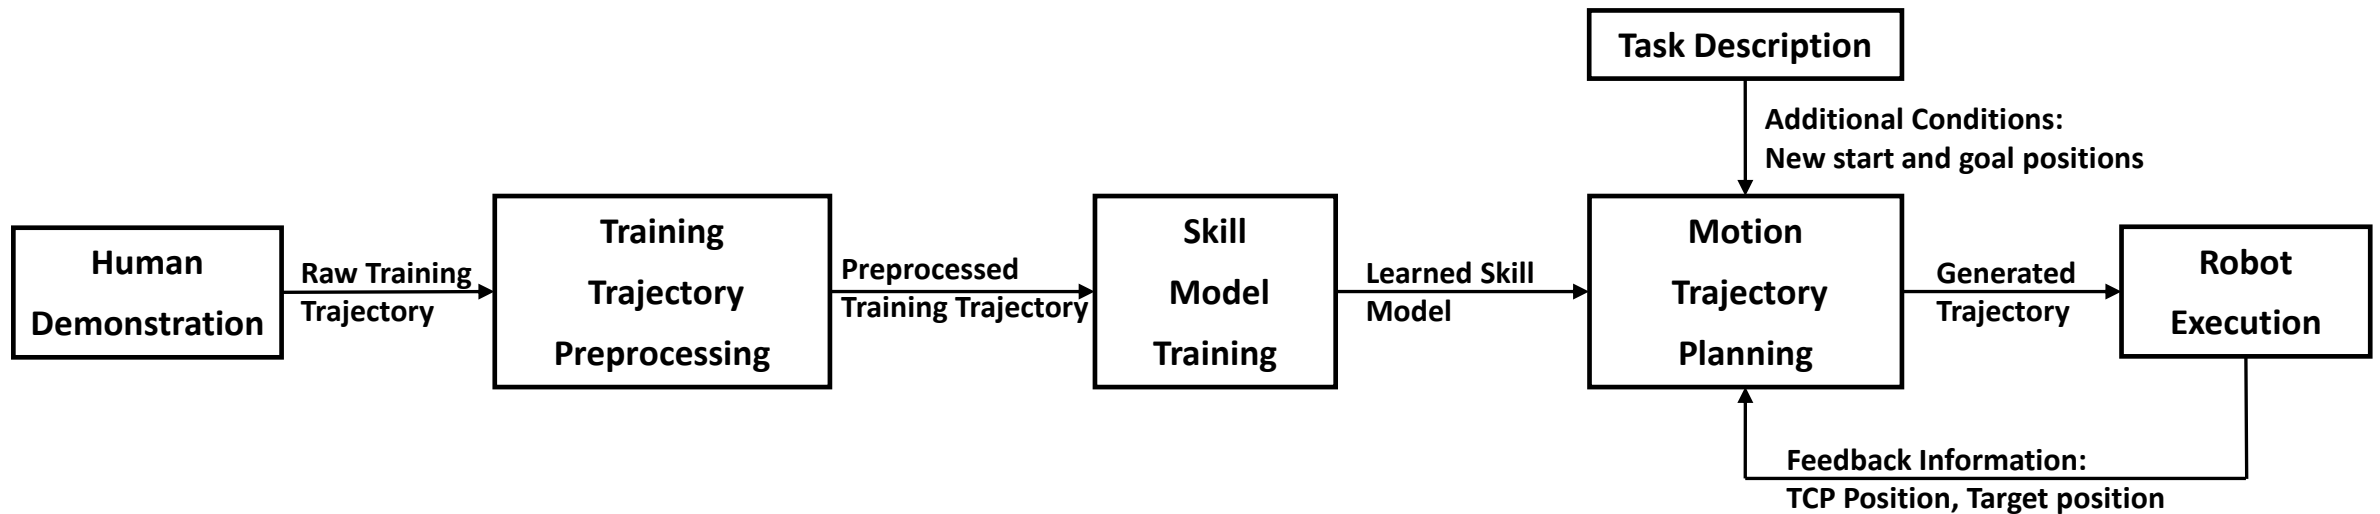 Task Description
Additional Conditions:
New start and goal positions
Human
Demonstration
Raw Training
Trajectory
Training
Trajectory
Preprocessing
Preprocessed
Training Trajectory
Skill
Model
Training
Learned Skill
Model
Motion
Trajectory
Planning
Generated
Trajectory
Robot
Execution
Feedback Information:
TCP Position, Target position